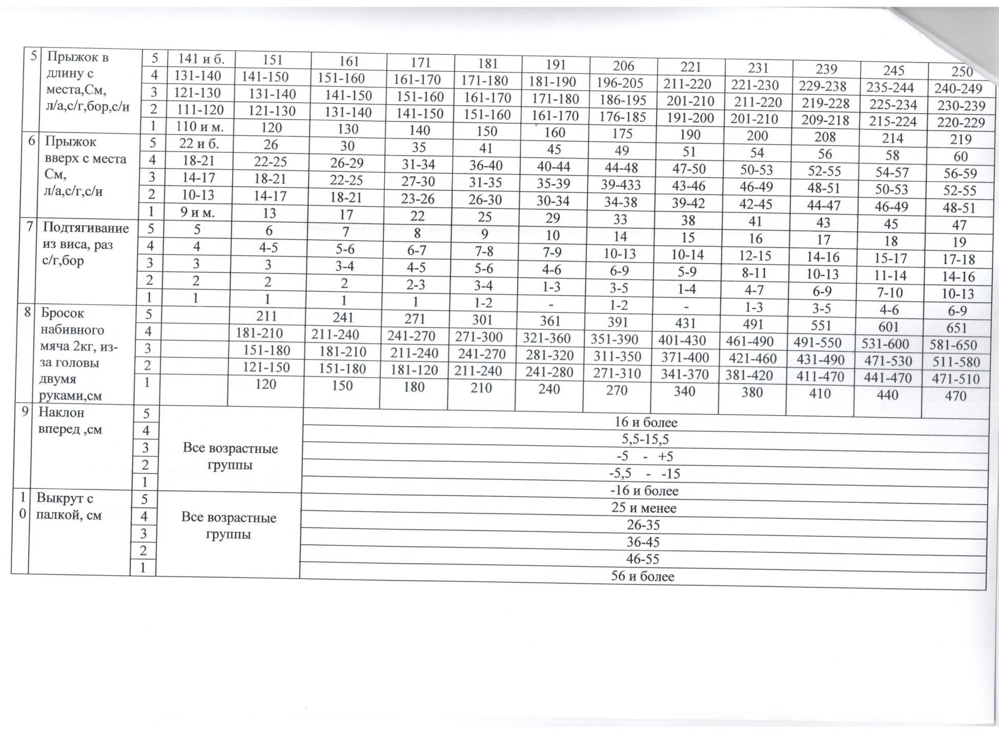 5 Прыжок в 5 141 и б. 151 161 171 181 191 206 221 231 239 245 250
длину с 4 131-140 141-150 151-160 161-170 171-180 181-190 196-205 211-220 221-230 229-238 235-244 240-249
места,См, 3 121-130 131-140 141-150 151-160 161-170 171-180 186-195 201-210 211-220 219-228 225-234 230-239
л/а,с/г,бор,с/и 2 111-120 121-130 131-140 141-150 151-160 161-170 176-185 191-200 201-210 209-218 215-224 220-229
1 110 и м. 120 130 140 150 160 175 190 200 208 214 219
6 Прыжок 5 22 и б. 26 30 35 41 45 49 51 54 56 58 60
вверх с места 4 18-21 22-25 26-29 31-34 36-40 40-44 44-48 47-50 50-53 52-55 54-57 56-59
См, 3 14-17 18-21 22-25 27-30 31-35 35-39 39-433 43-46 46-49 48-51 50-53 52-55
л/а,с/г,с/и 2 10-13 14-17 18-21 23-26 26-30 30-34 34-38 39-42 42-45 44-47 46-49 48-51
1 9 и м. 13 17 22 25 29 33 38 41 43 45 47
7 Подтягивание 5 5 6 7 8 9 10 14 15 16 17 18 19
из виса, раз 4 4 4-5 5-6 6-7 7-8 7-9 10-13 10-14 12-15 14-16 15-17 17-18
с/г,бор 3 3 3 3-4 4-5 5-6 4-6 6-9 5-9 8-11 10-13 11-14 14-16
2 2 2 2 2-3 3-4 1-3 3-5 1-4 4-7 6-9 7-10 10-13
1 1 1 1 1 1-2 - 1-2 - 1-3 3-5 4-6 6-9
8 Бросок 5 211 241 271 301 361 391 431 491 551 601 651
набивного 4 181-210 211-240 241-270 271-300 321-360 351-390 401-430 461-490 491-550 531-600 581-650
мяча 2кг, из- 3 151-180 181-210 211-240 241-270 281-320 311-350 371-400 421-460 431-490 471-530 511-580
за головы 2 121-150 151-180 181-120 211-240 241-280 271-310 341-370 381-420 411-470 441-470 471-510
двумя 1 120 150 180 210 240 270 340 380 410 440 470
руками,см
9 Наклон 5 16 и более
вперед ,см 4 5,5-15,5
Все возрастные 3 -5 - +5
группы 2 -5,5 - -15
1 -16 и более
1 Выкрут с 5 25 и менее
0 палкой, см 4 Все возрастные 26-35
3 группы 36-45
2 46-55
1 56 и более